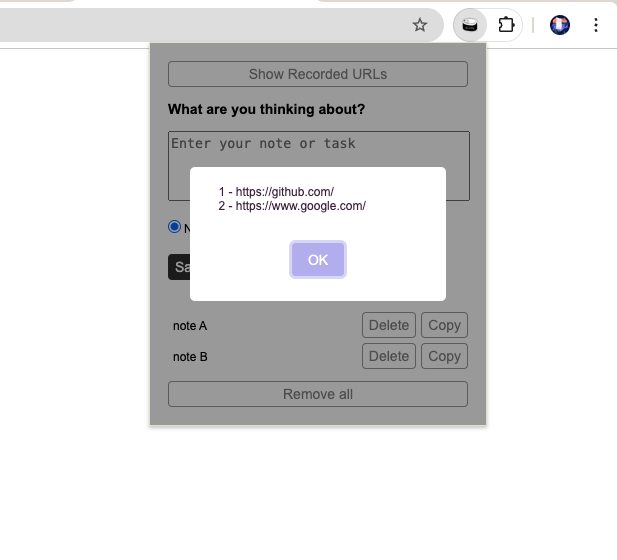 Show Recorded URLs
What are you thinking about?
Enter your note or task
1 - https://github.com/
2 - https://www.google.com/
OK
note A
Delete
Copy
note B
Delete
Copy
Remove all